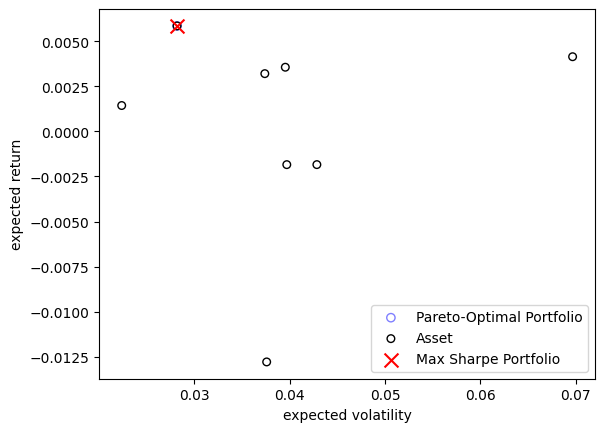 0.0050
0.0025
0.0000
−0.0025
−0.0050
−0.0075
−0.0100
−0.0125
expected return
0.03 0.04 0.05 0.06 0.07
expected volatility
Pareto-Optimal Portfolio
Asset
Max Sharpe Portfolio